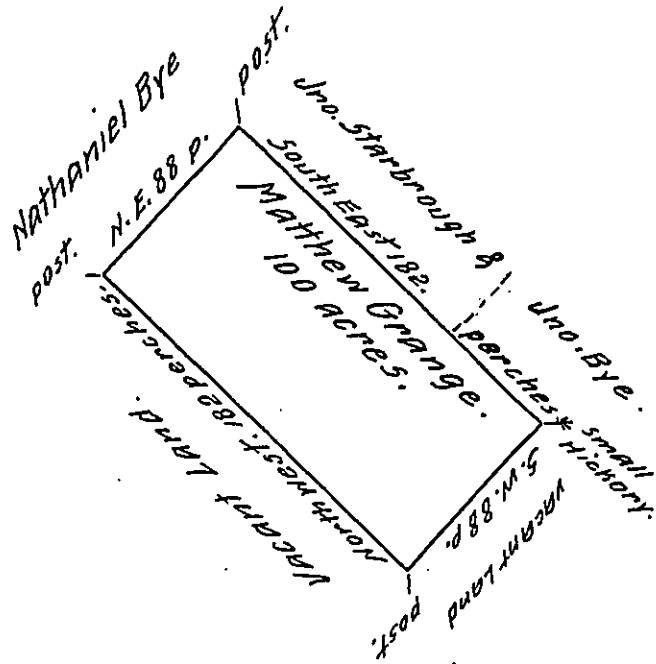 Nathaniel Bye
post.
N.E. 88 P.
post.
Jno. Starbrough &
Jno. Bye.
South East 182.
perches *
small
Hickory.
Matthew Grange.
100 acres.
S.W. 88 P.
vacant Land
post.
North West. 182 perches.
Vacant Land